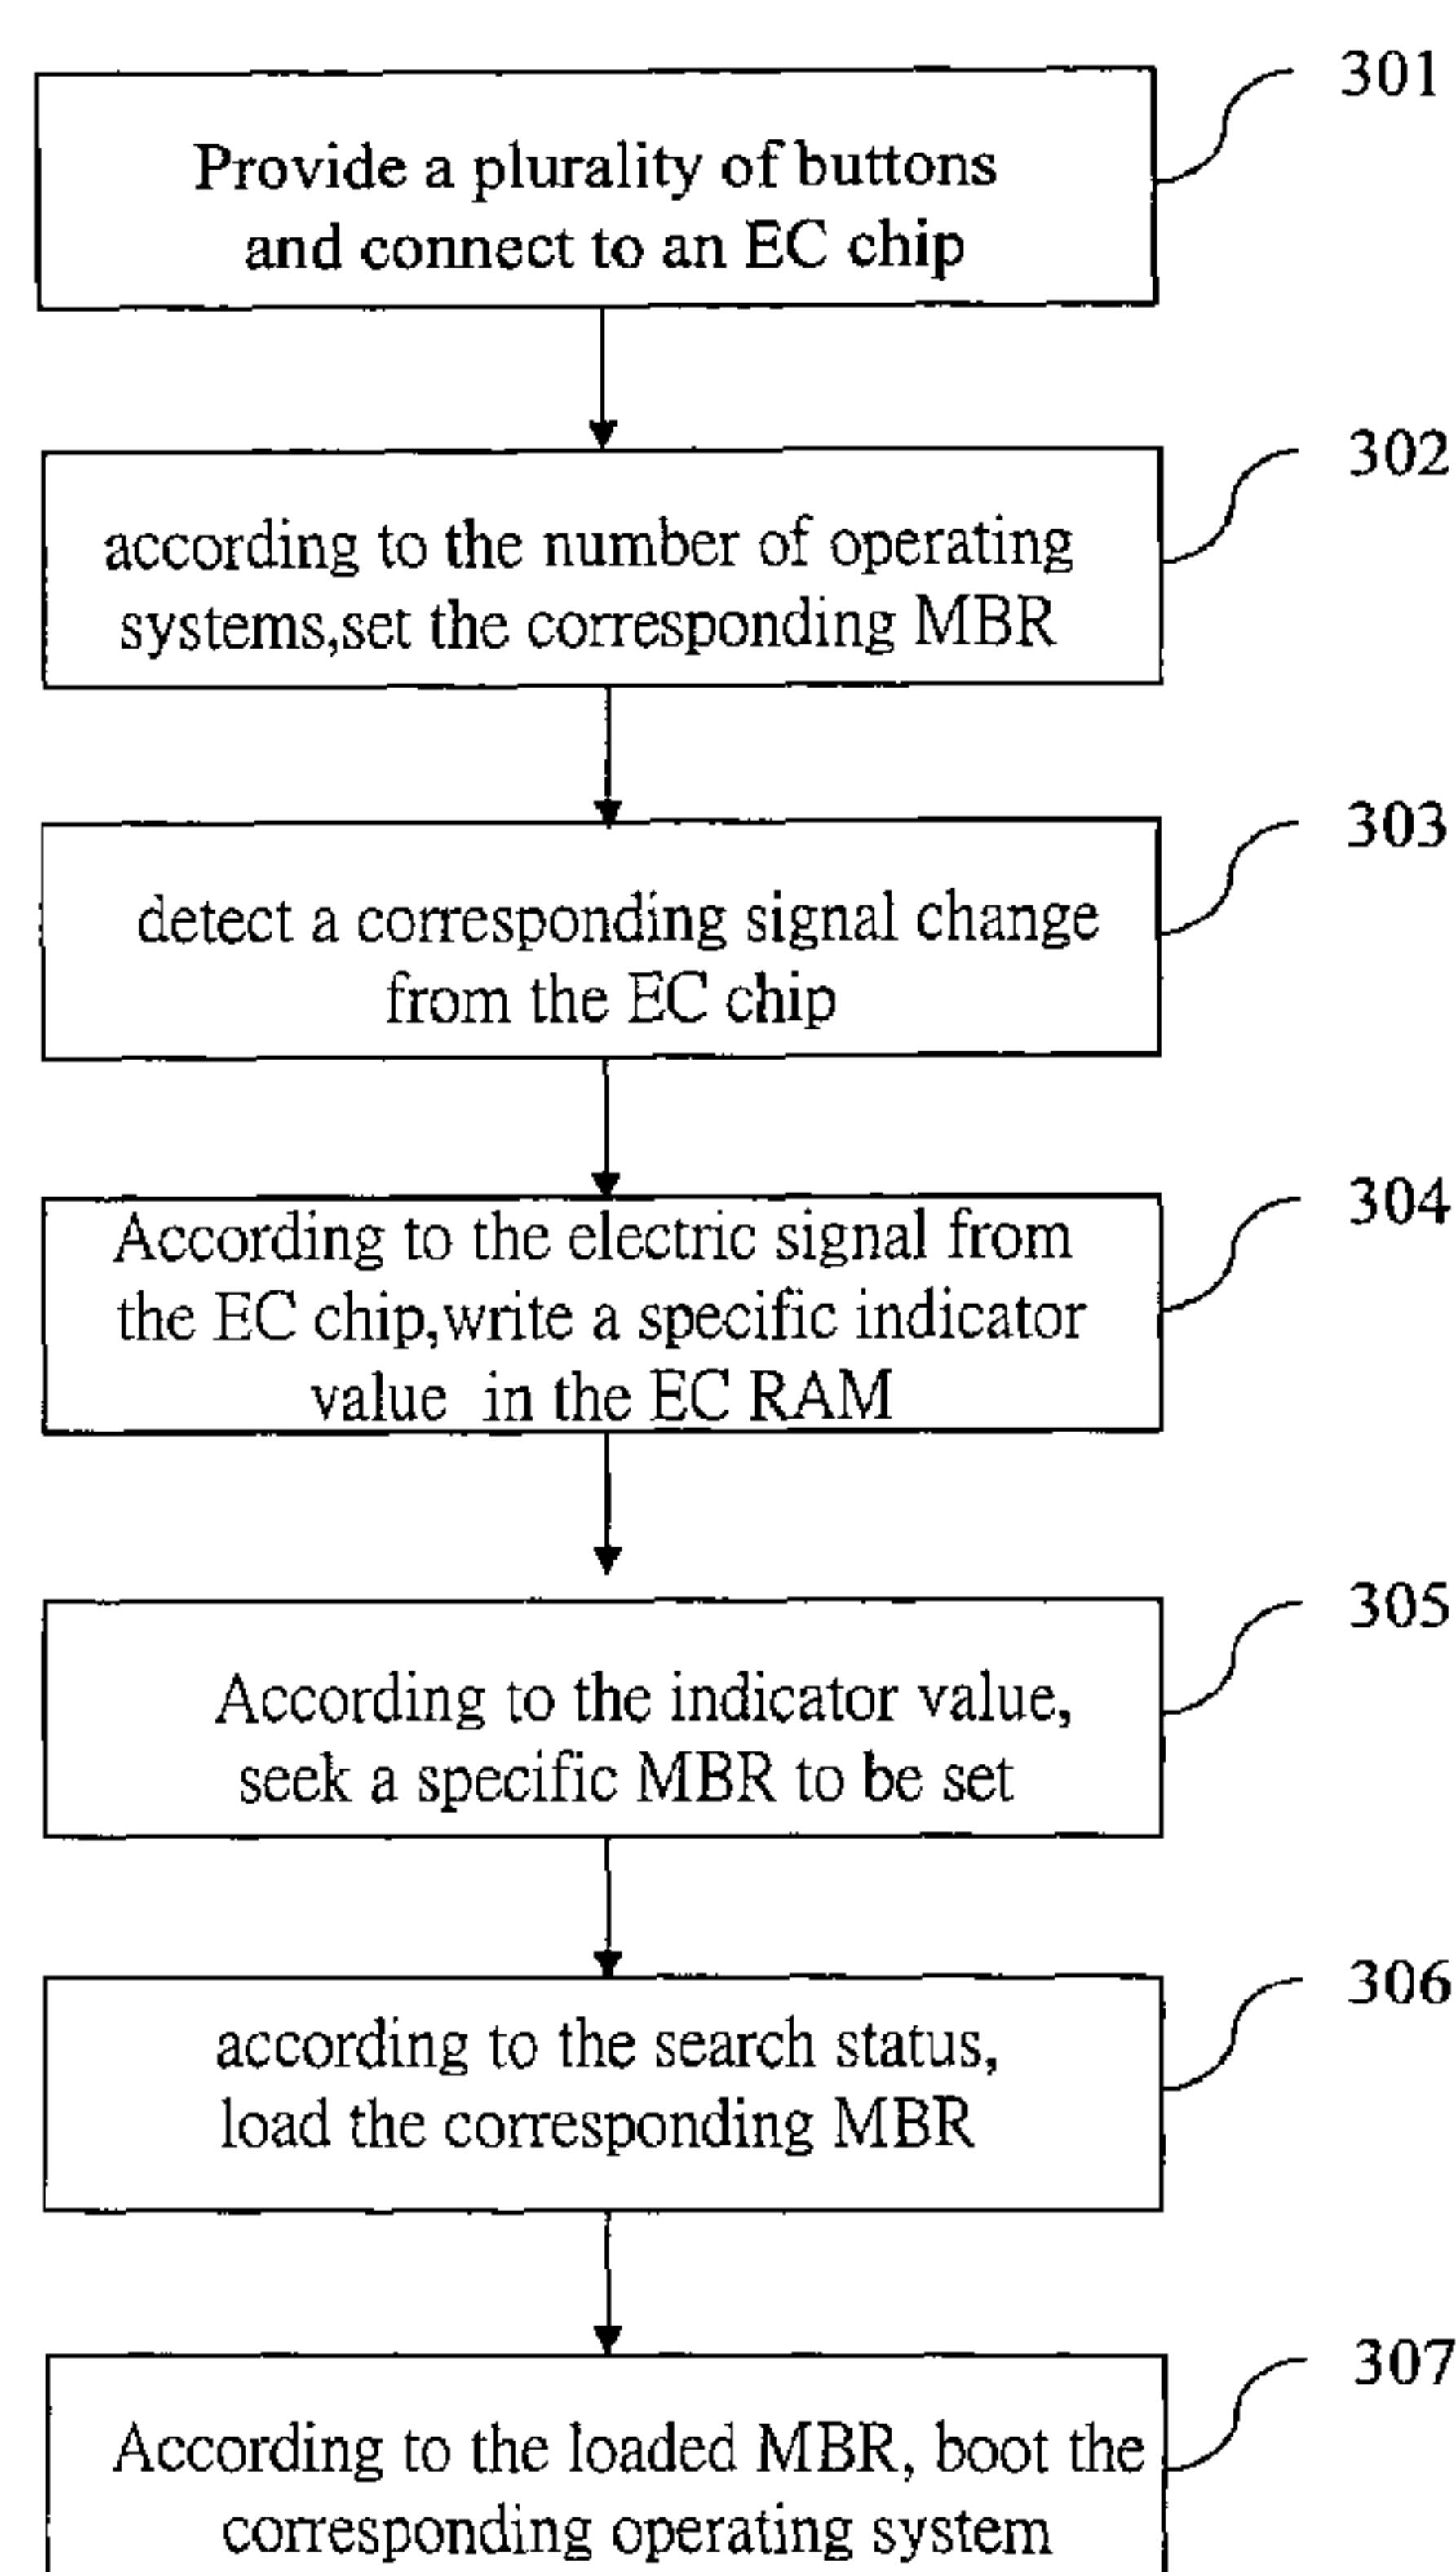 301
Provide a plurality of buttons
and connect to an EC chip
302
according to the number of operating
systems,set the corresponding MBR
303
detect a corresponding signal change
from the EC chip
304
According to the electric signal from
the EC chip,write a specific indicator
value in the EC RAM
305
According to the indicator value,
seek a specific MBR to be set
306
according to the search status,
load the corresponding MBR
307
According to the loaded MBR, boot the
corresponding operating system